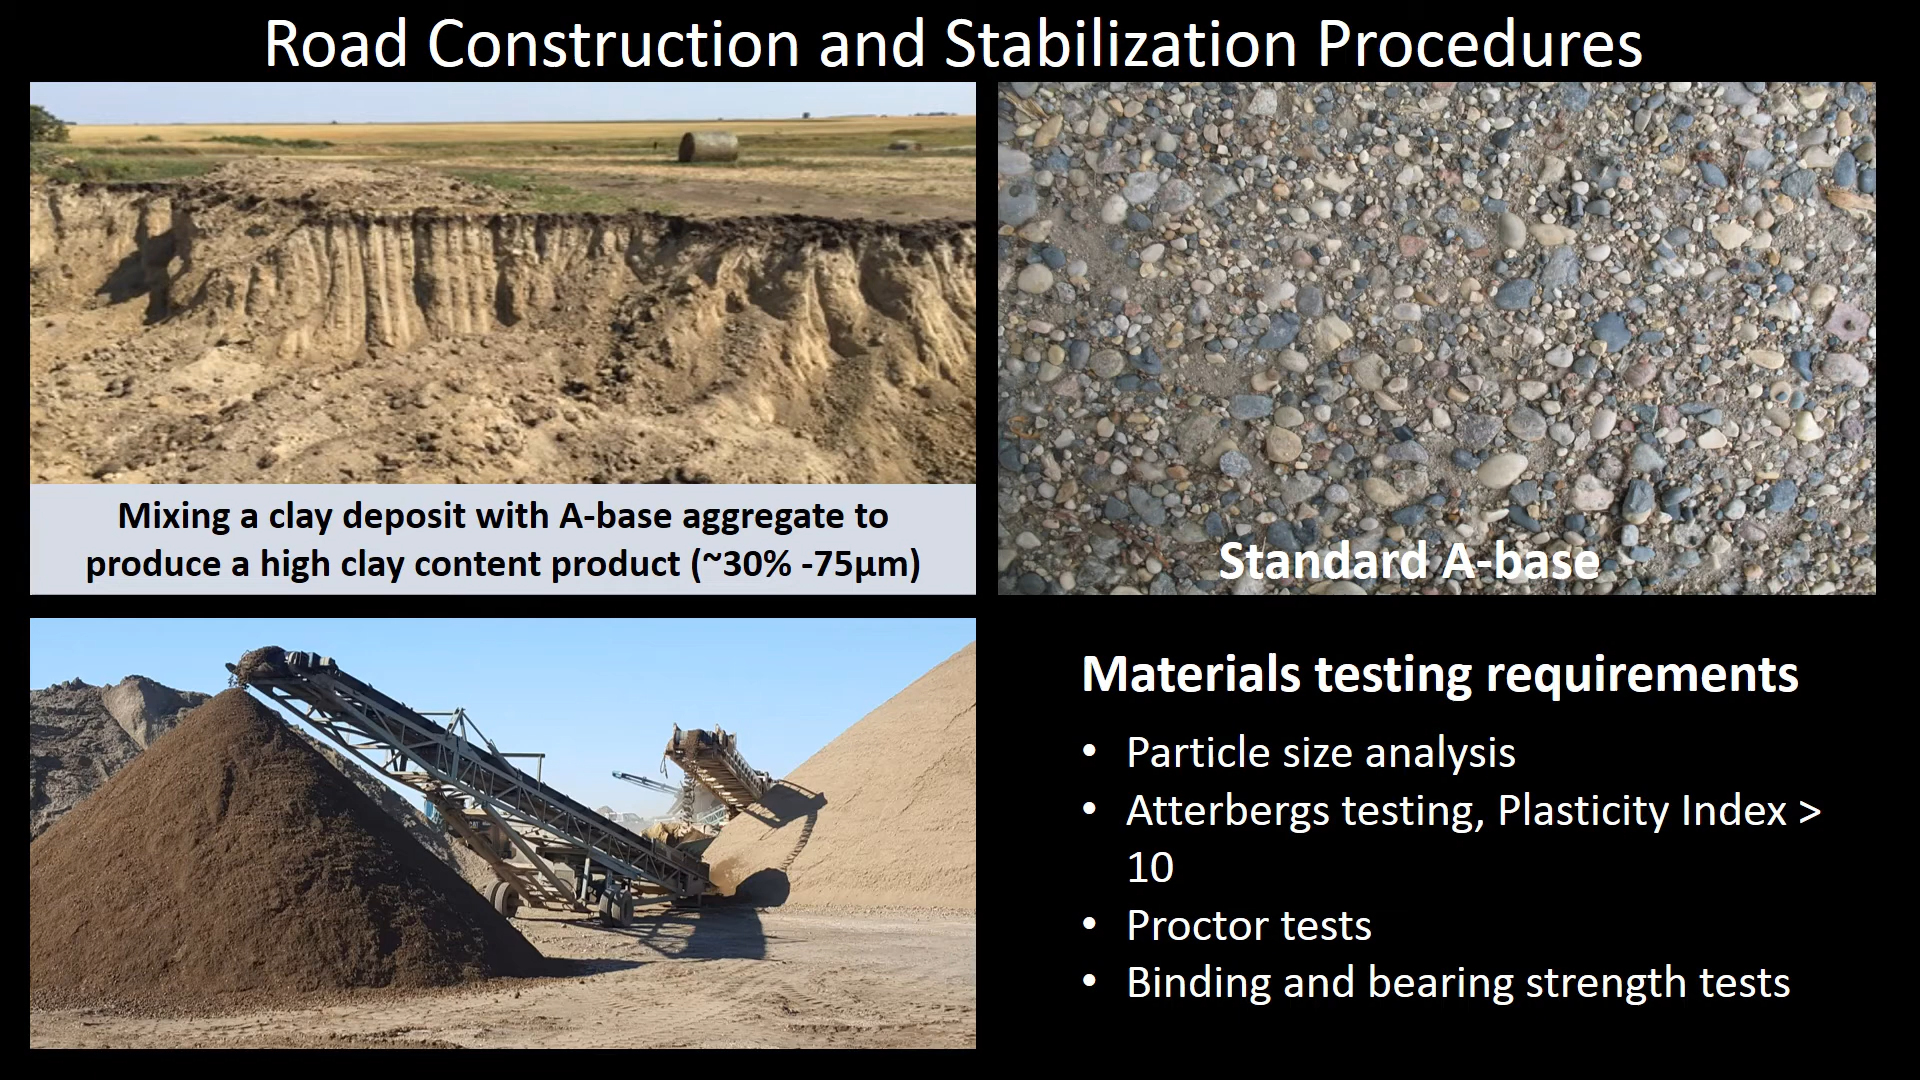 Road Construction and Stabilization Procedures
Mixing a clay deposit with A-base aggregate to
produce a high clay content product (~30% -75µm)
Standard A-base
Materials testing requirements
• Particle size analysis
• Atterbergs testing, Plasticity Index >
10
• Proctor tests
• Binding and bearing strength tests